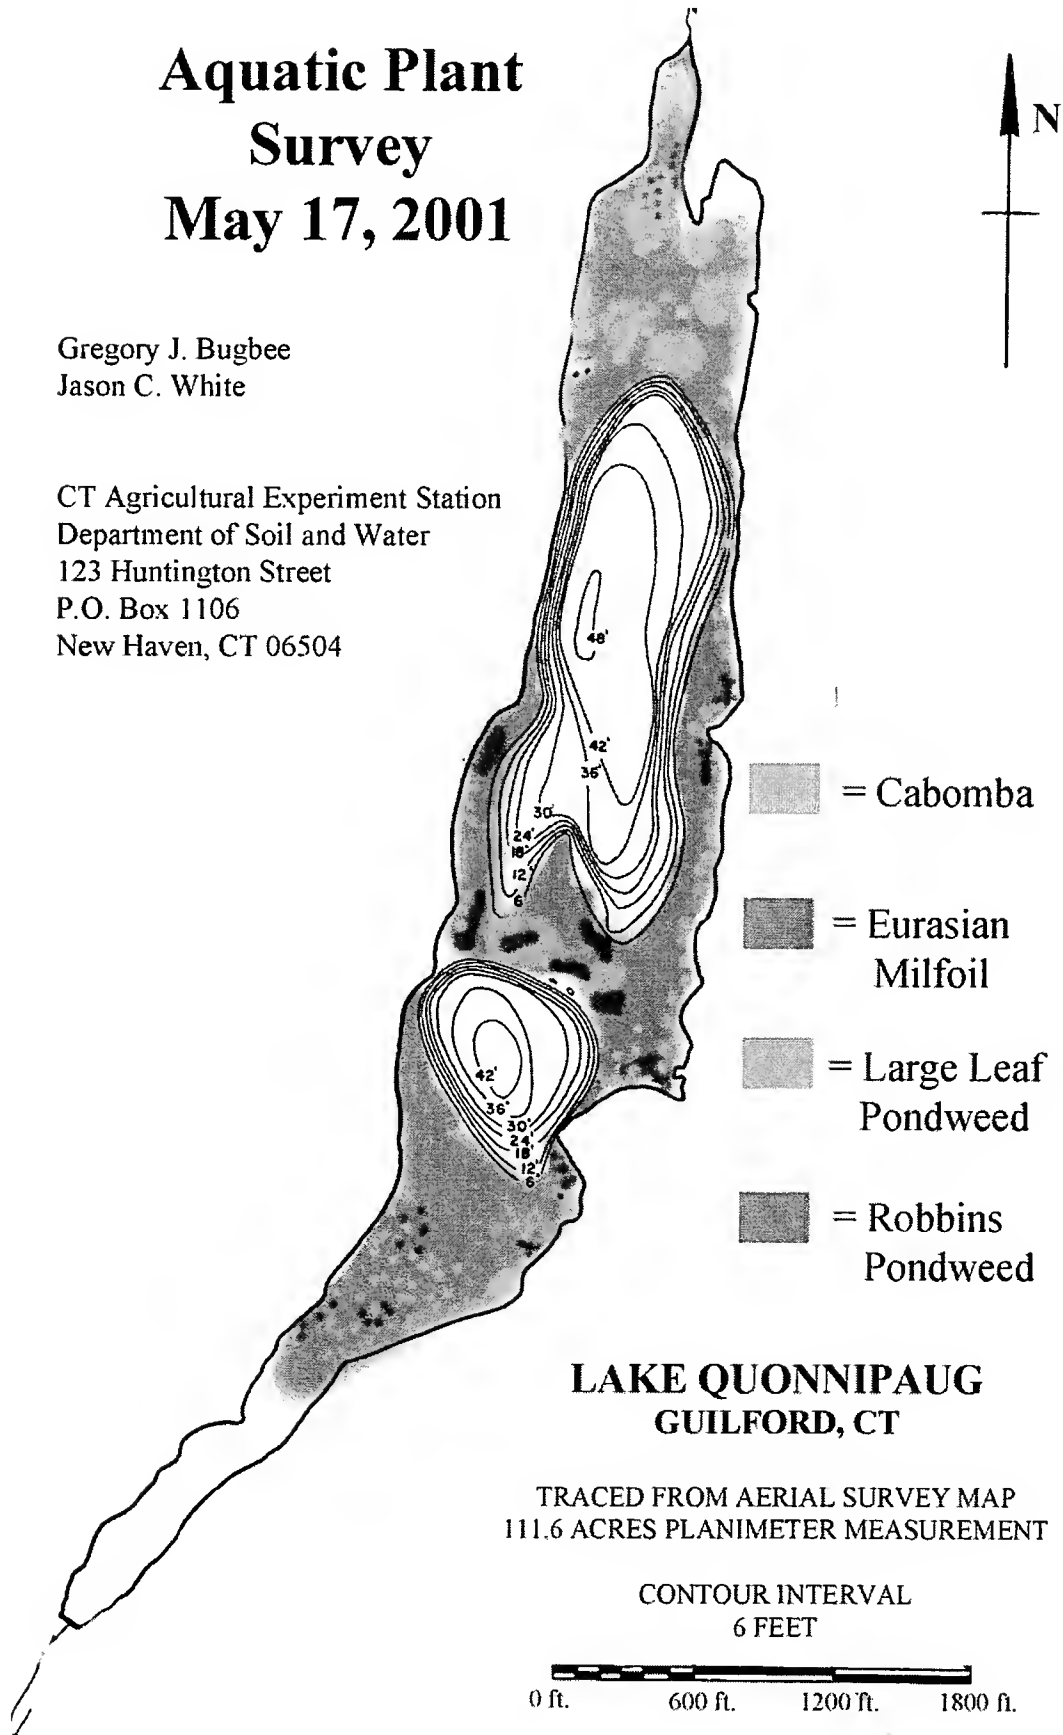 Aquatic Plant
Survey
May 17, 2001
N
Gregory J. Bugbee
Jason C. White
CT Agricultural Experiment Station
Department of Soil and Water
123 Huntington Street
P.O. Box 1106
New Haven, CT 06504
48'
42'
36'
30'
24'
18'
12'
6'
42'
36'
30'
24'
18'
12'
6'
= Cabomba
= Eurasian
Milfoil
= Large Leaf
Pondweed
= Robbins
Pondweed
LAKE QUONNIPAUG
GUILFORD, CT
TRACED FROM AERIAL SURVEY MAP
111.6 ACRES PLANIMETER MEASUREMENT
CONTOUR INTERVAL
6 FEET
0 ft. 600 ft. 1200 ft. 1800 ft.